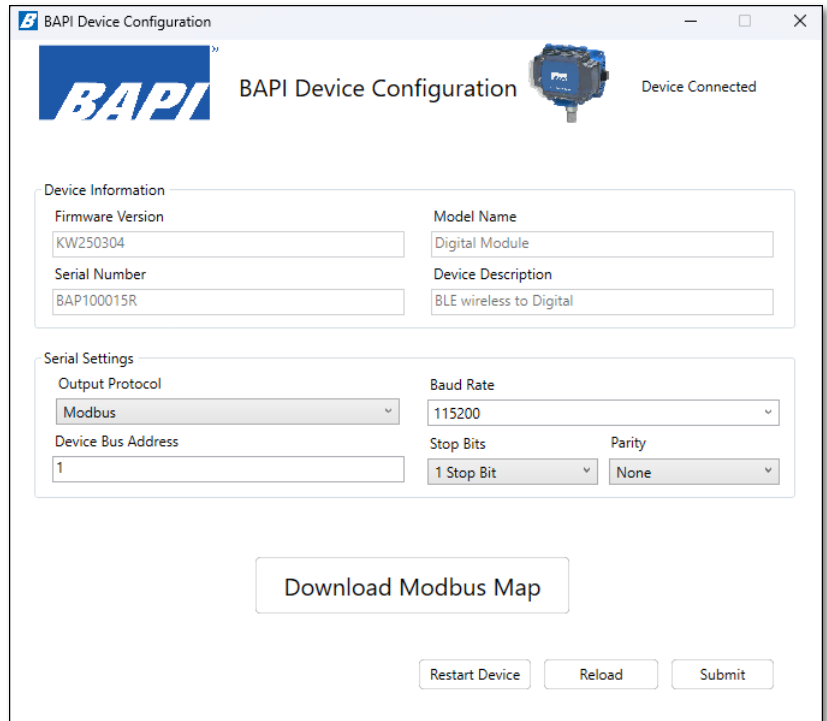 BAPI Device Configuration
BAPI
BAPI Device Configuration
Device Connected
Device Information
Firmware Version
Model Name
KW250304
Digital Module
Serial Number
Device Description
BAP100015R
BLE wireless to Digital
Serial Settings
Output Protocol
Baud Rate
Modbus
115200
Device Bus Address
Stop Bits
Parity
1
1 Stop Bit
None
Download Modbus Map
Restart Device
Reload
Submit